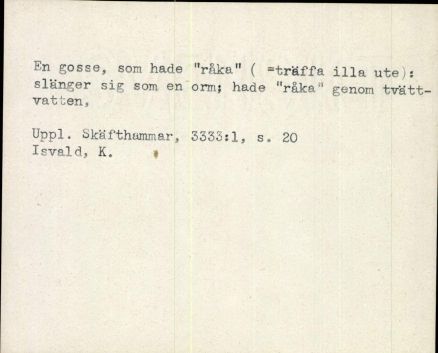 En gosse, som hade "råka" ( =träffa illa ute):
slänger sig som en orm; hade "råka" genom tvätt-
vatten,
Uppl. Skäfthammar, 3333:1, s. 20
Isvald, K.